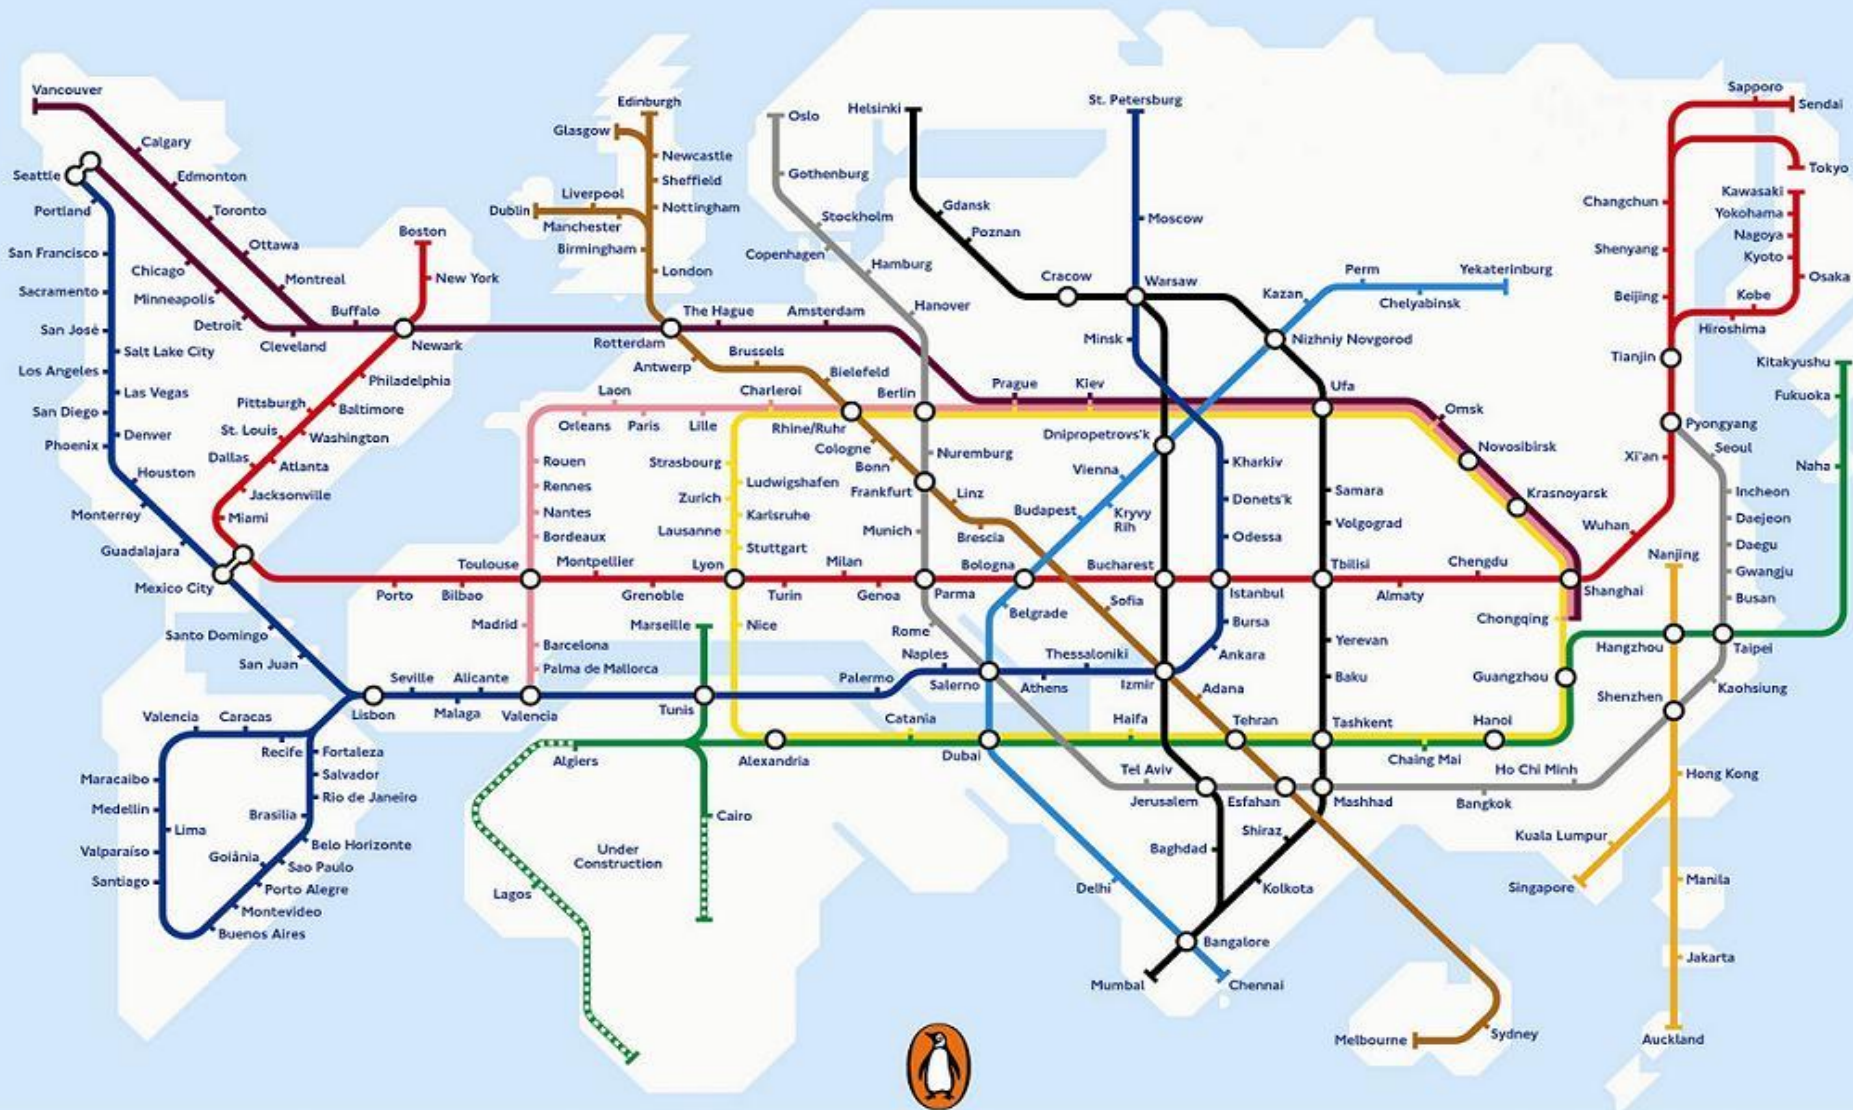 Vancouver
Calgary
Edmonton
Toronto
Ottawa
Montreal
Seattle
Portland
San Francisco
Sacramento
San José
Salt Lake City
Los Angeles
Las Vegas
San Diego
Denver
Phoenix
Houston
Monterrey
Guadalajara
Mexico City
Santo Domingo
San Juan
Chicago
Minneapolis
Detroit
Cleveland
Buffalo
Newark
Boston
New York
Philadelphia
Pittsburgh
Baltimore
St. Louis
Washington
Dallas
Atlanta
Jacksonville
Miami
Valencia
Caracas
Recife
Fortaleza
Salvador
Rio de Janeiro
Brasilia
Belo Horizonte
Goiânia
Sao Paulo
Porto Alegre
Montevideo
Buenos Aires
Maracaibo
Medellin
Lima
Valparaíso
Santiago
Edinburgh
Glasgow
Newcastle
Sheffield
Liverpool
Nottingham
Dublin
Manchester
Birmingham
London
Rotterdam
The Hague
Amsterdam
Antwerp
Brussels
Bielefeld
Charleroi
Rhine/Ruhr
Cologne
Bonn
Frankfurt
Linz
Brescia
Sofia
Laon
Orleans
Paris
Lille
Rouen
Rennes
Nantes
Bordeaux
Toulouse
Montpellier
Lyon
Milan
Porto
Bilbao
Grenoble
Turin
Genoa
Parma
Madrid
Barcelona
Palma de Mallorca
Marseille
Nice
Strasbourg
Ludwigshafen
Zurich
Karlsruhe
Lausanne
Stuttgart
Lisbon
Seville
Malaga
Alicante
Valencia
Tunis
Palermo
Naples
Salerno
Athens
Thessaloniki
Izmir
Algiers
Alexandria
Catania
Dubai
Haifa
Tehran
Tashkent
Chaing Mai
Hanoi
Cairo
Under
Construction
Lagos
Oslo
Gothenburg
Stockholm
Copenhagen
Hamburg
Hanover
Berlin
Nuremburg
Munich
Rome
Helsinki
Gdansk
Poznan
Cracow
Warsaw
St. Petersburg
Moscow
Minsk
Prague
Kiev
Dnipropetrovs'k
Vienna
Budapest
Kryvy
Rih
Bologna
Belgrade
Bucharest
Istanbul
Bursa
Ankara
Adana
Kharkiv
Donets'k
Odessa
Kazan
Perm
Chelyabinsk
Yekaterinburg
Nizhniy Novgorod
Ufa
Samara
Volgograd
Tbilisi
Yerevan
Baku
Omsk
Novosibirsk
Krasnoyarsk
Almaty
Chengdu
Shanghai
Chongqing
Guangzhou
Tel Aviv
Jerusalem
Esfahan
Mashhad
Bangkok
Ho Chi Minh
Baghdad
Shiraz
Kolkota
Delhi
Bangalore
Mumbal
Chennai
Melbourne
Sydney
Sapporo
Sendai
Tokyo
Kawasaki
Yokohama
Nagoya
Kyoto
Osaka
Kobe
Hiroshima
Changchun
Shenyang
Beijing
Tianjin
Pyongyang
Xi'an
Wuhan
Seoul
Incheon
Daejeon
Daegu
Gwangju
Busan
Taipei
Kaohsiung
Kitakyushu
Fukuoka
Naha
Nanjing
Hangzhou
Shenzhen
Hong Kong
Kuala Lumpur
Singapore
Manila
Jakarta
Auckland